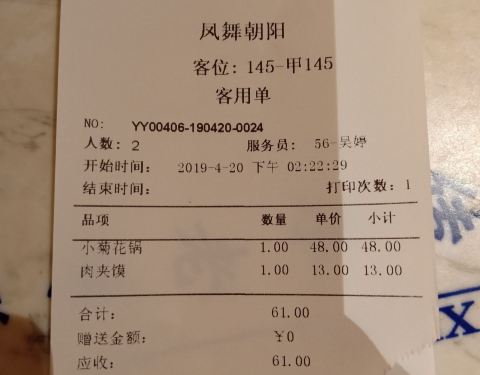 凤舞朝阳
客位: 145-甲145
客用单
NO: YY00406-190420-0024
人数: 2 服务员: 56-吴婷
开始时间: 2019-4-20 下午 02:22:29
结束时间: 打印次数: 1
品项 数量 单价 小计
小菊花锅 1.00 48.00 48.00
肉夹馍 1.00 13.00 13.00
合计: 61.00
赠送金额: ¥0
应收: 61.00